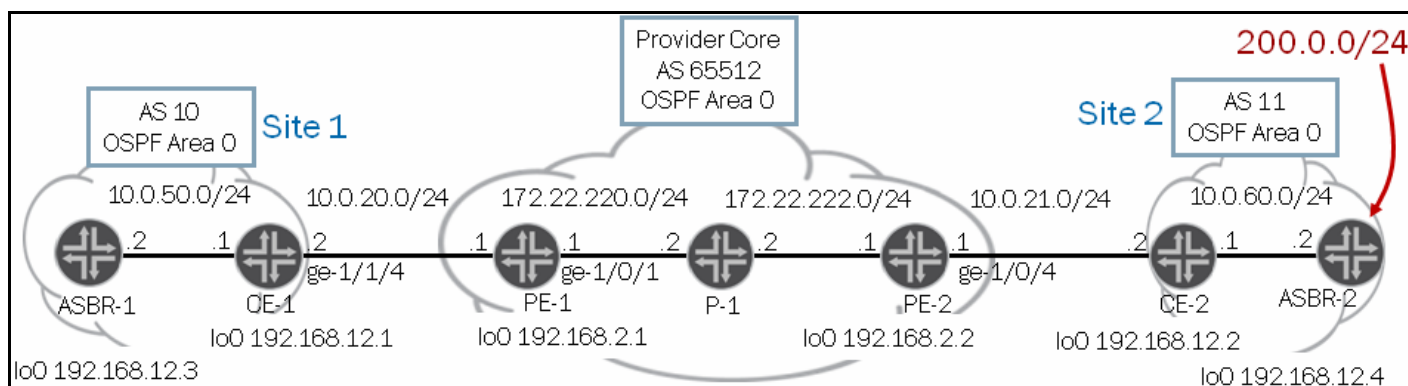 Provider Core
AS 65512
OSPF Area 0
200.0.0/24
AS 10
OSPF Area 0
Site 1
Site 2
AS 11
OSPF Area 0
10.0.50.0/24
10.0.20.0/24
172.22.220.0/24
172.22.222.0/24
10.0.21.0/24
10.0.60.0/24
.2
.1
.2
.1
.1
.2
.2
.1
.1
.2
.1
.2
ge-1/1/4
ge-1/0/1
ge-1/0/4
ASBR-1
CE-1
PE-1
P-1
PE-2
CE-2
ASBR-2
lo0 192.168.12.1
lo0 192.168.2.1
lo0 192.168.2.2
lo0 192.168.12.2
lo0 192.168.12.3
lo0 192.168.12.4